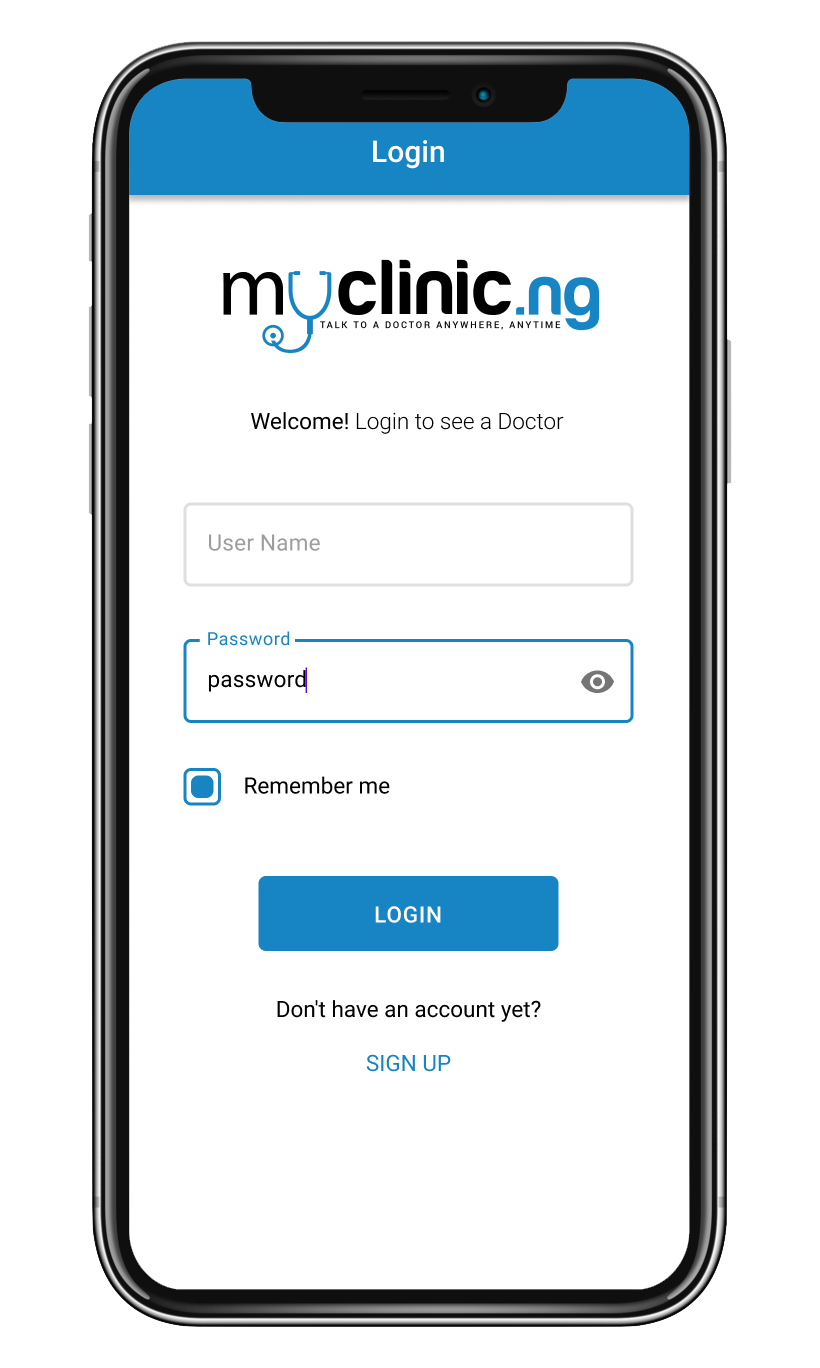 Login
myclinic.ng
TALK TO A DOCTOR ANYWHERE, ANYTIME
Welcome! Login to see a Doctor
User Name
Password
password
Remember me
LOGIN
Don't have an account yet?
SIGN UP